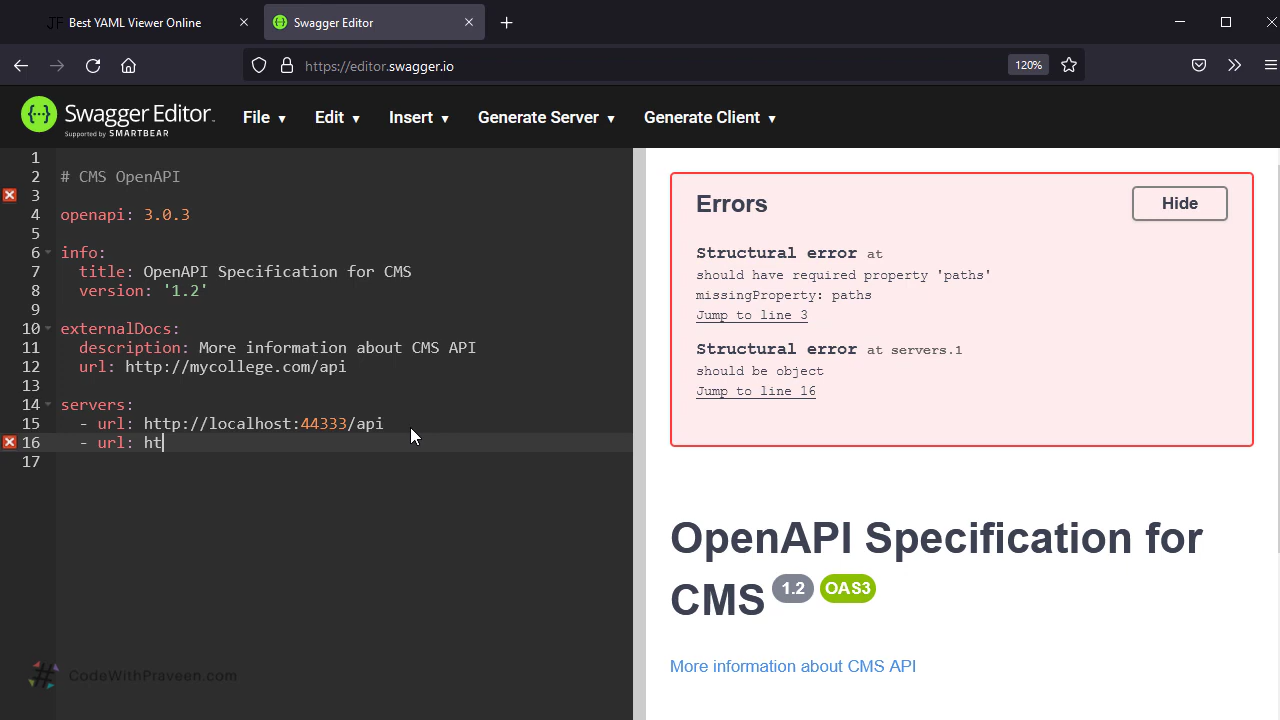 JF Best YAML Viewer Online
Swagger Editor
https://editor.swagger.io
120%
{···} Swagger Editor.
Supported by SMARTBEAR
File ▾
Edit ▾
Insert ▾
Generate Server ▾
Generate Client ▾
1
2 # CMS OpenAPI
3
4 openapi: 3.0.3
5
6 info:
7 title: OpenAPI Specification for CMS
8 version: '1.2'
9
10 externalDocs:
11 description: More information about CMS API
12 url: http://mycollege.com/api
13
14 servers:
15 - url: http://localhost:44333/api
16 - url: ht
17
# CodeWithPraveen.com
Errors
Hide
Structural error at
should have required property 'paths'
missingProperty: paths
Jump to line 3
Structural error at servers.1
should be object
Jump to line 16
OpenAPI Specification for
CMS 1.2 OAS3
More information about CMS API